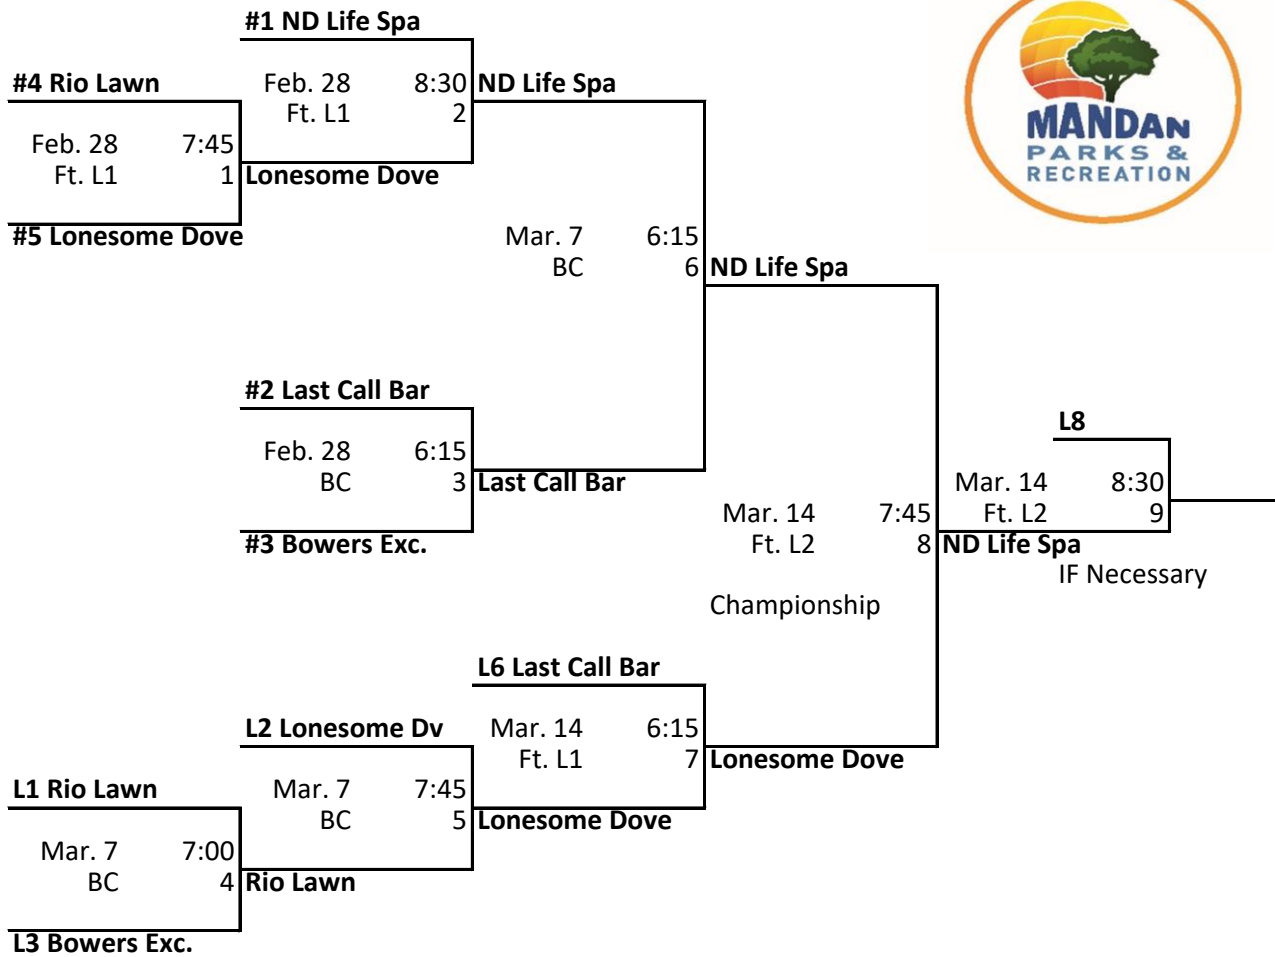 #1 ND Life Spa
#4 Rio Lawn
Feb. 28 8:30 ND Life Spa
Ft. L1 2
MANDAN
PARKS &
RECREATION
Feb. 28 7:45
Ft. L1 1 Lonesome Dove
#5 Lonesome Dove
Mar. 7 6:15
BC 6 ND Life Spa
#2 Last Call Bar
L8
Feb. 28 6:15
BC 3 Last Call Bar
Mar. 14 8:30
Ft. L2 9
Mar. 14 7:45
Ft. L2 8 ND Life Spa
#3 Bowers Exc.
IF Necessary
Championship
L6 Last Call Bar
L2 Lonesome Dv
Mar. 14 6:15
Ft. L1 7 Lonesome Dove
L1 Rio Lawn
Mar. 7 7:45
BC 5 Lonesome Dove
Mar. 7 7:00
BC 4 Rio Lawn
L3 Bowers Exc.